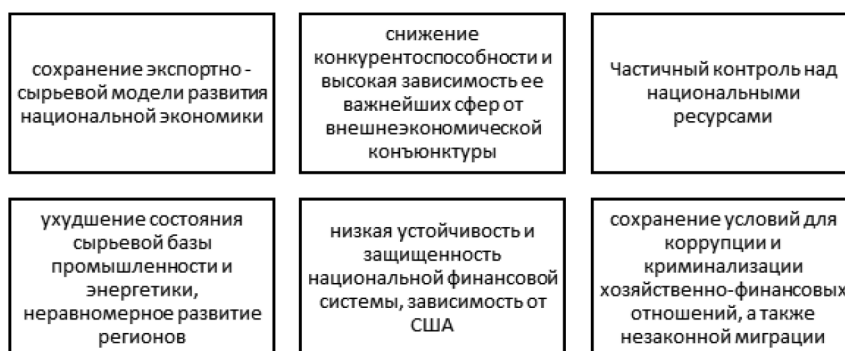 сохранение экспортно -
сырьевой модели развития
национальной экономики
снижение
конкурентоспособности и
высокая зависимость ее
важнейших сфер от
внешнеэкономической
конъюнктуры
Частичный контроль над
национальными
ресурсами
ухудшение состояния
сырьевой базы
промышленности и
энергетики,
неравномерное развитие
регионов
низкая устойчивость и
защищенность
национальной финансовой
системы, зависимость от
США
сохранение условий для
коррупции и
криминализации
хозяйственно-финансовых
отношений, а также
незаконной миграции